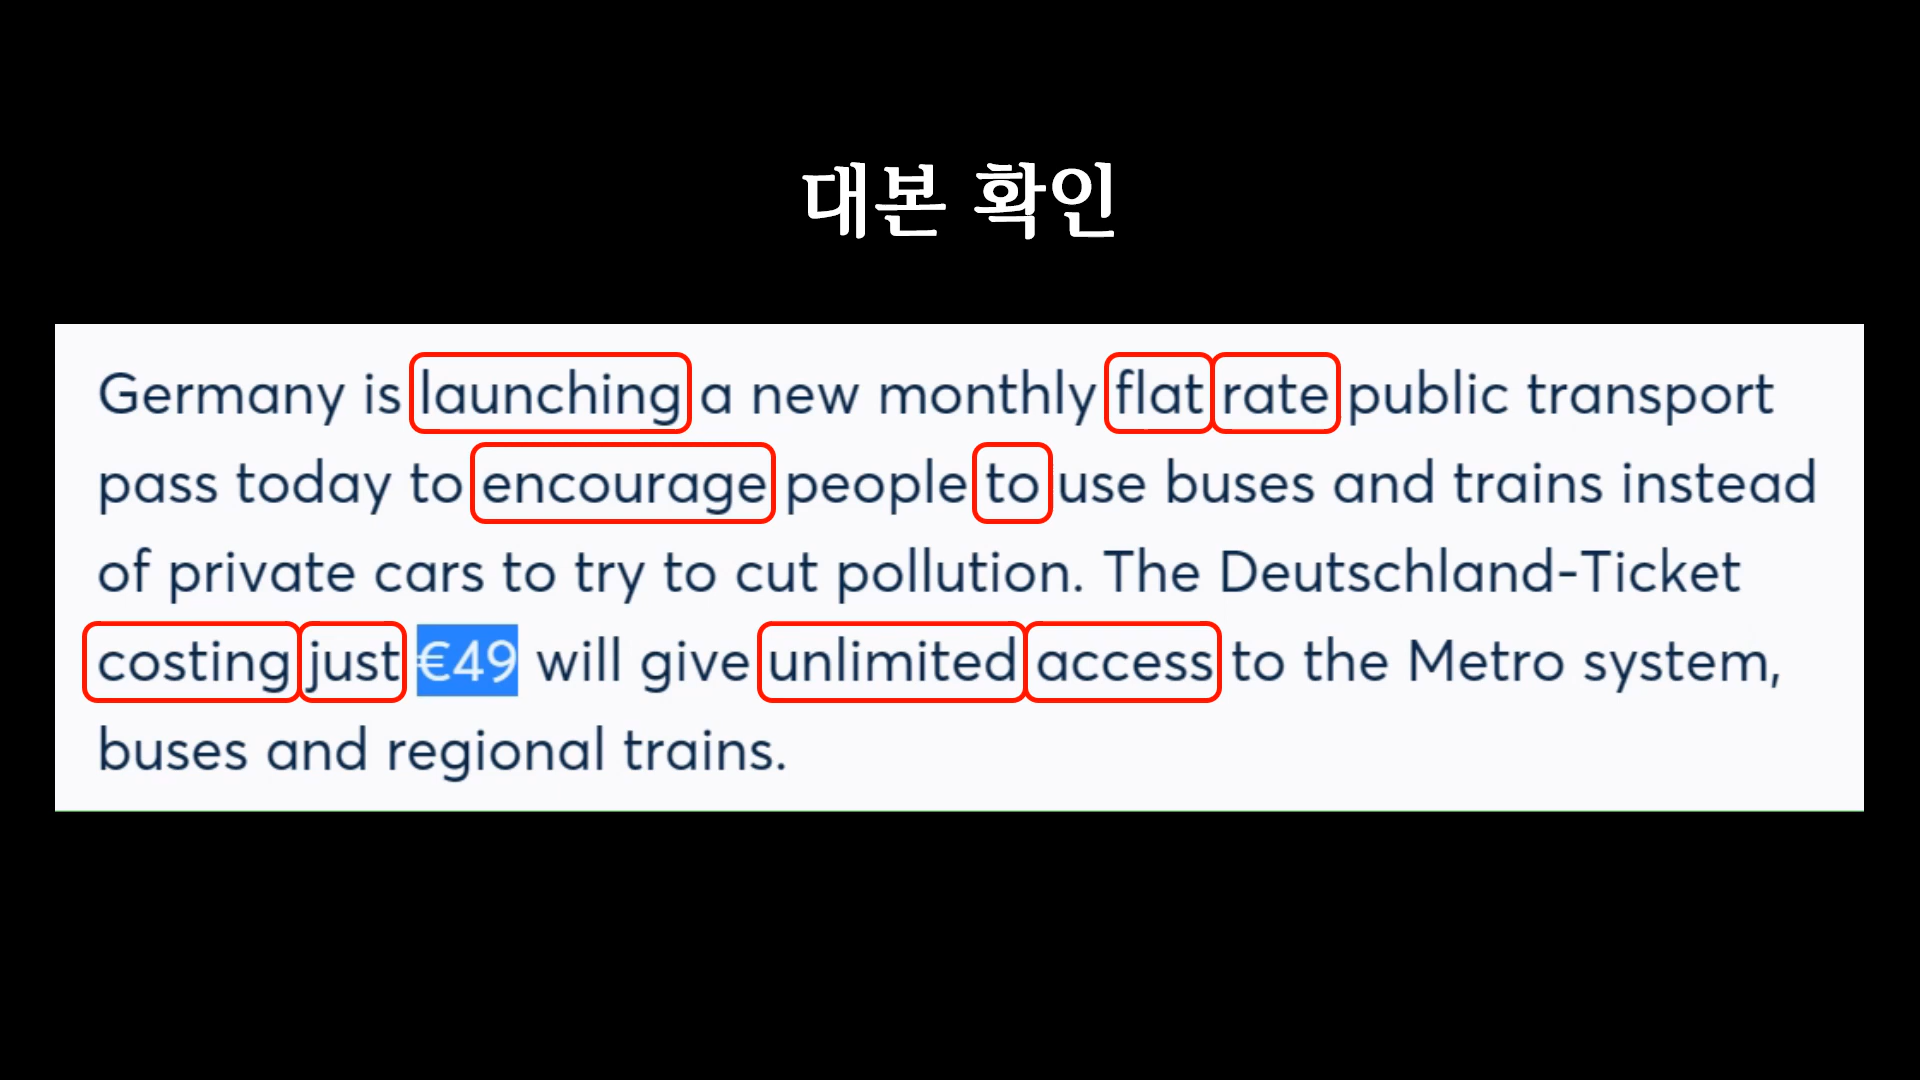 대본 확인
Germany is launching a new monthly flat rate public transport
pass today to encourage people to use buses and trains instead
of private cars to try to cut pollution. The Deutschland-Ticket
costing just €49 will give unlimited access to the Metro system,
buses and regional trains.